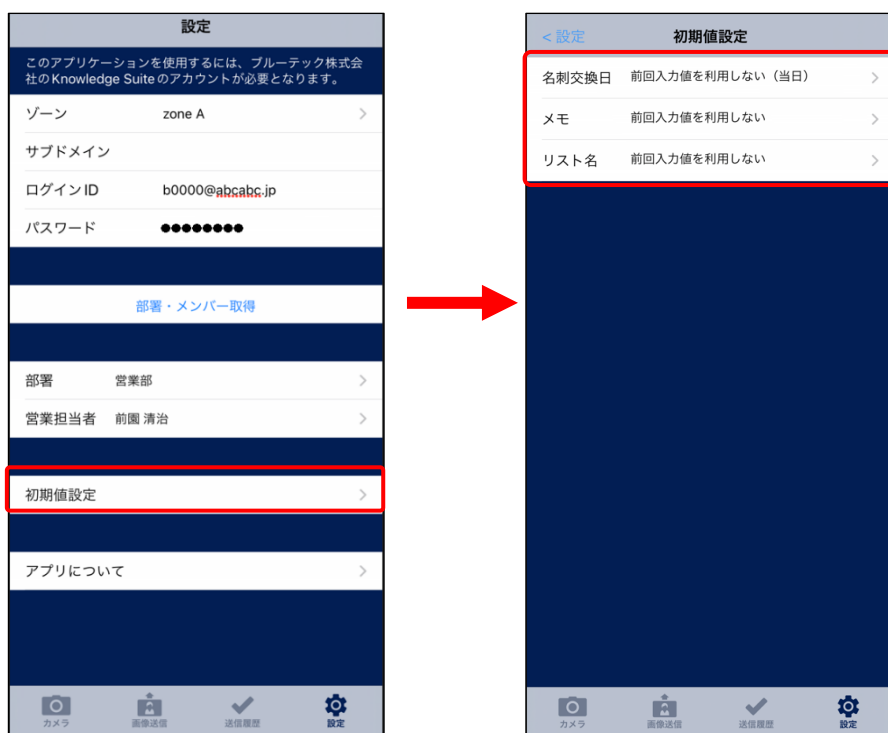 設定
このアプリケーションを使用するには、ブルーテック株式会
社のKnowledge Suiteのアカウントが必要となります。
ゾーン zone A
サブドメイン
ログインID b0000@abcabc.jp
パスワード ●●●●●●●●
部署・メンバー取得
部署 営業部
営業担当者 前園 清治
初期値設定
アプリについて
カメラ 画像送信 送信履歴 設定
< 設定 初期値設定
名刺交換日 前回入力値を利用しない（当日）
メモ 前回入力値を利用しない
リスト名 前回入力値を利用しない
カメラ 画像送信 送信履歴 設定